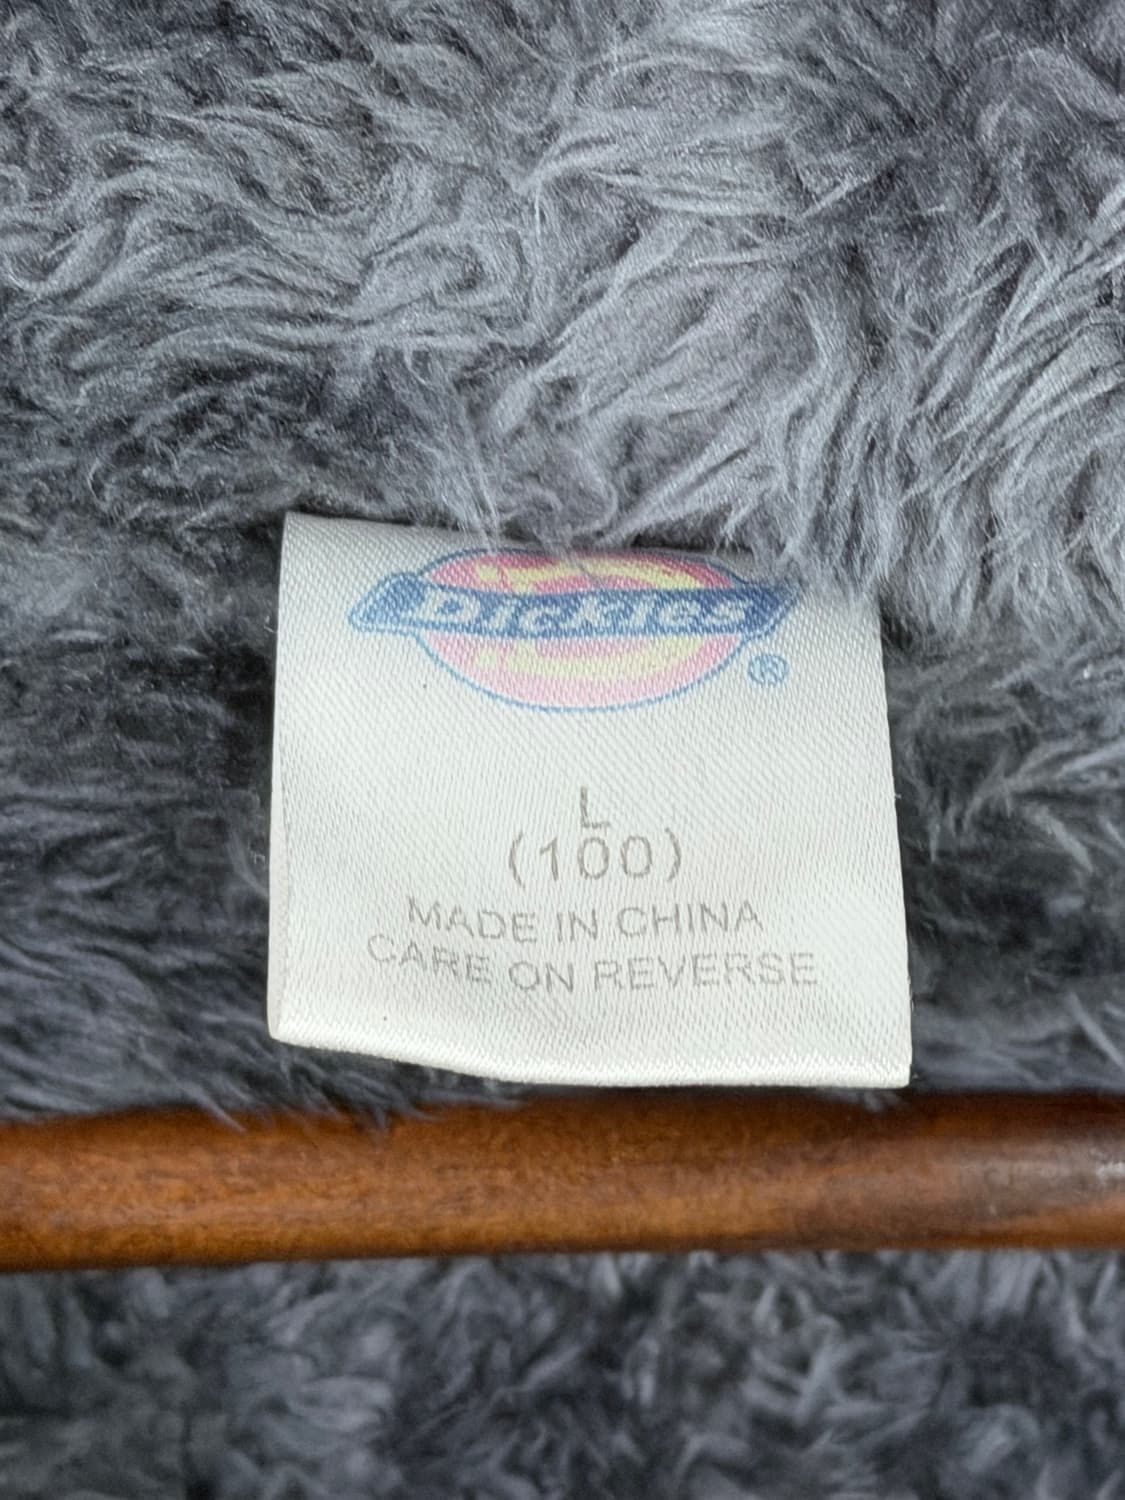 Dickies
®
L
(100)
MADE IN CHINA
CARE ON REVERSE